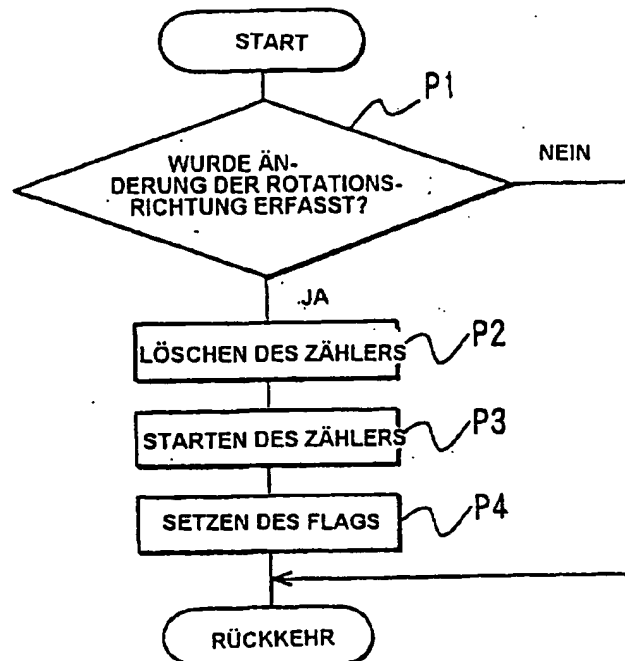 START
P1
WURDE ÄN-
DERUNG DER ROTATIONS-
RICHTUNG ERFASST?
NEIN
JA
LÖSCHEN DES ZÄHLERS
P2
STARTEN DES ZÄHLERS
P3
SETZEN DES FLAGS
P4
RÜCKKEHR